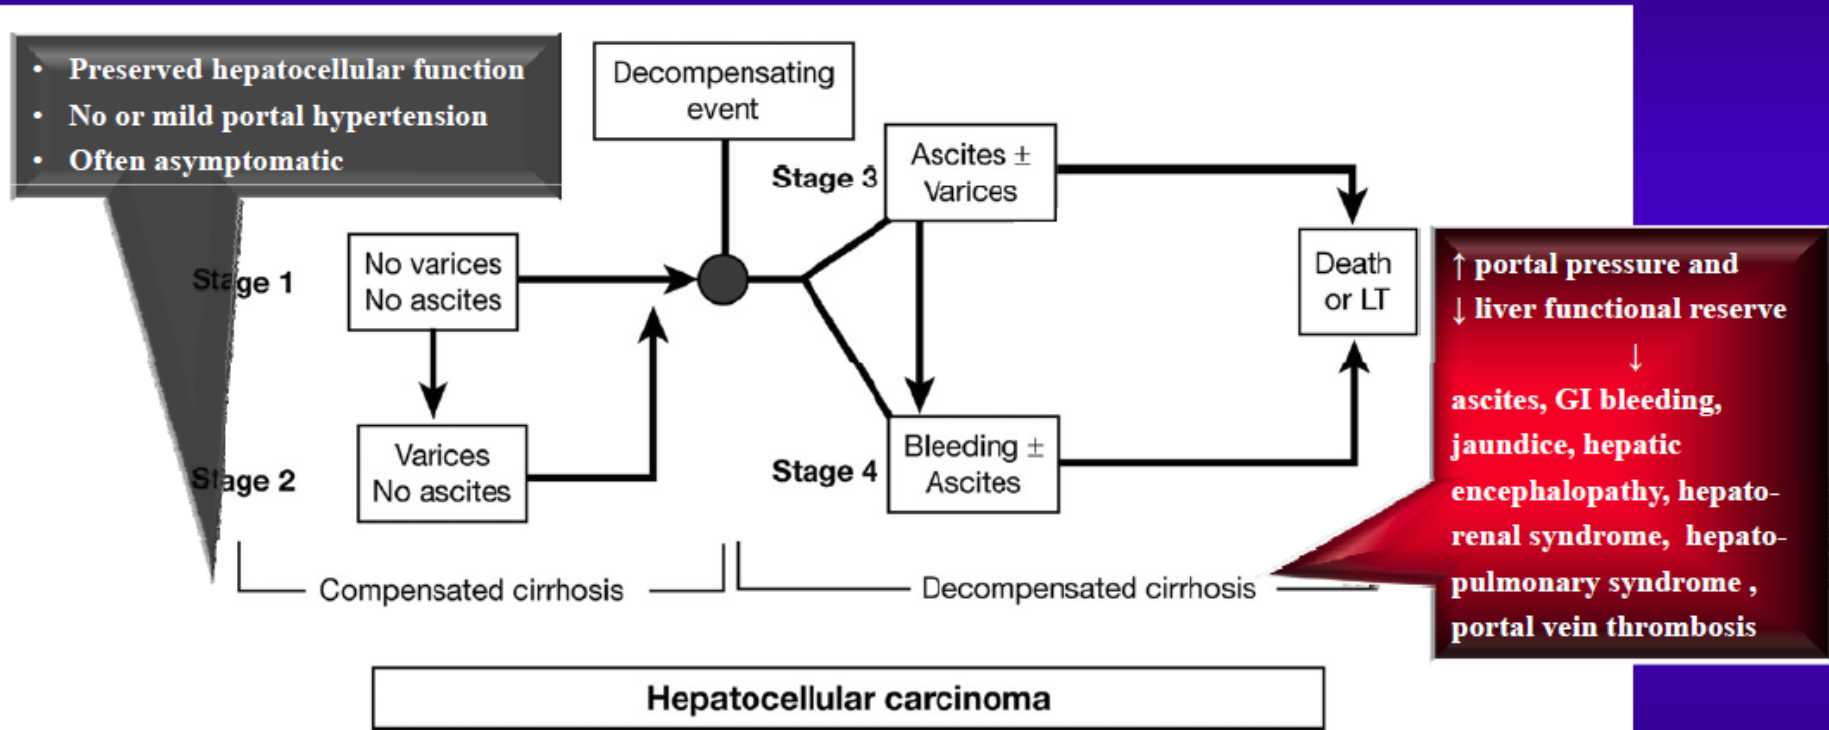 • Preserved hepatocellular function
• No or mild portal hypertension
• Often asymptomatic
Decompensating
event
Stage 1
No varices
No ascites
Stage 2
Varices
No ascites
Stage 3
Ascites ±
Varices
Stage 4
Bleeding ±
Ascites
Death
or LT
↑ portal pressure and
↓ liver functional reserve
↓
ascites, GI bleeding,
jaundice, hepatic
encephalopathy, hepato-
renal syndrome, hepato-
pulmonary syndrome ,
portal vein thrombosis
Compensated cirrhosis
Decompensated cirrhosis
Hepatocellular carcinoma